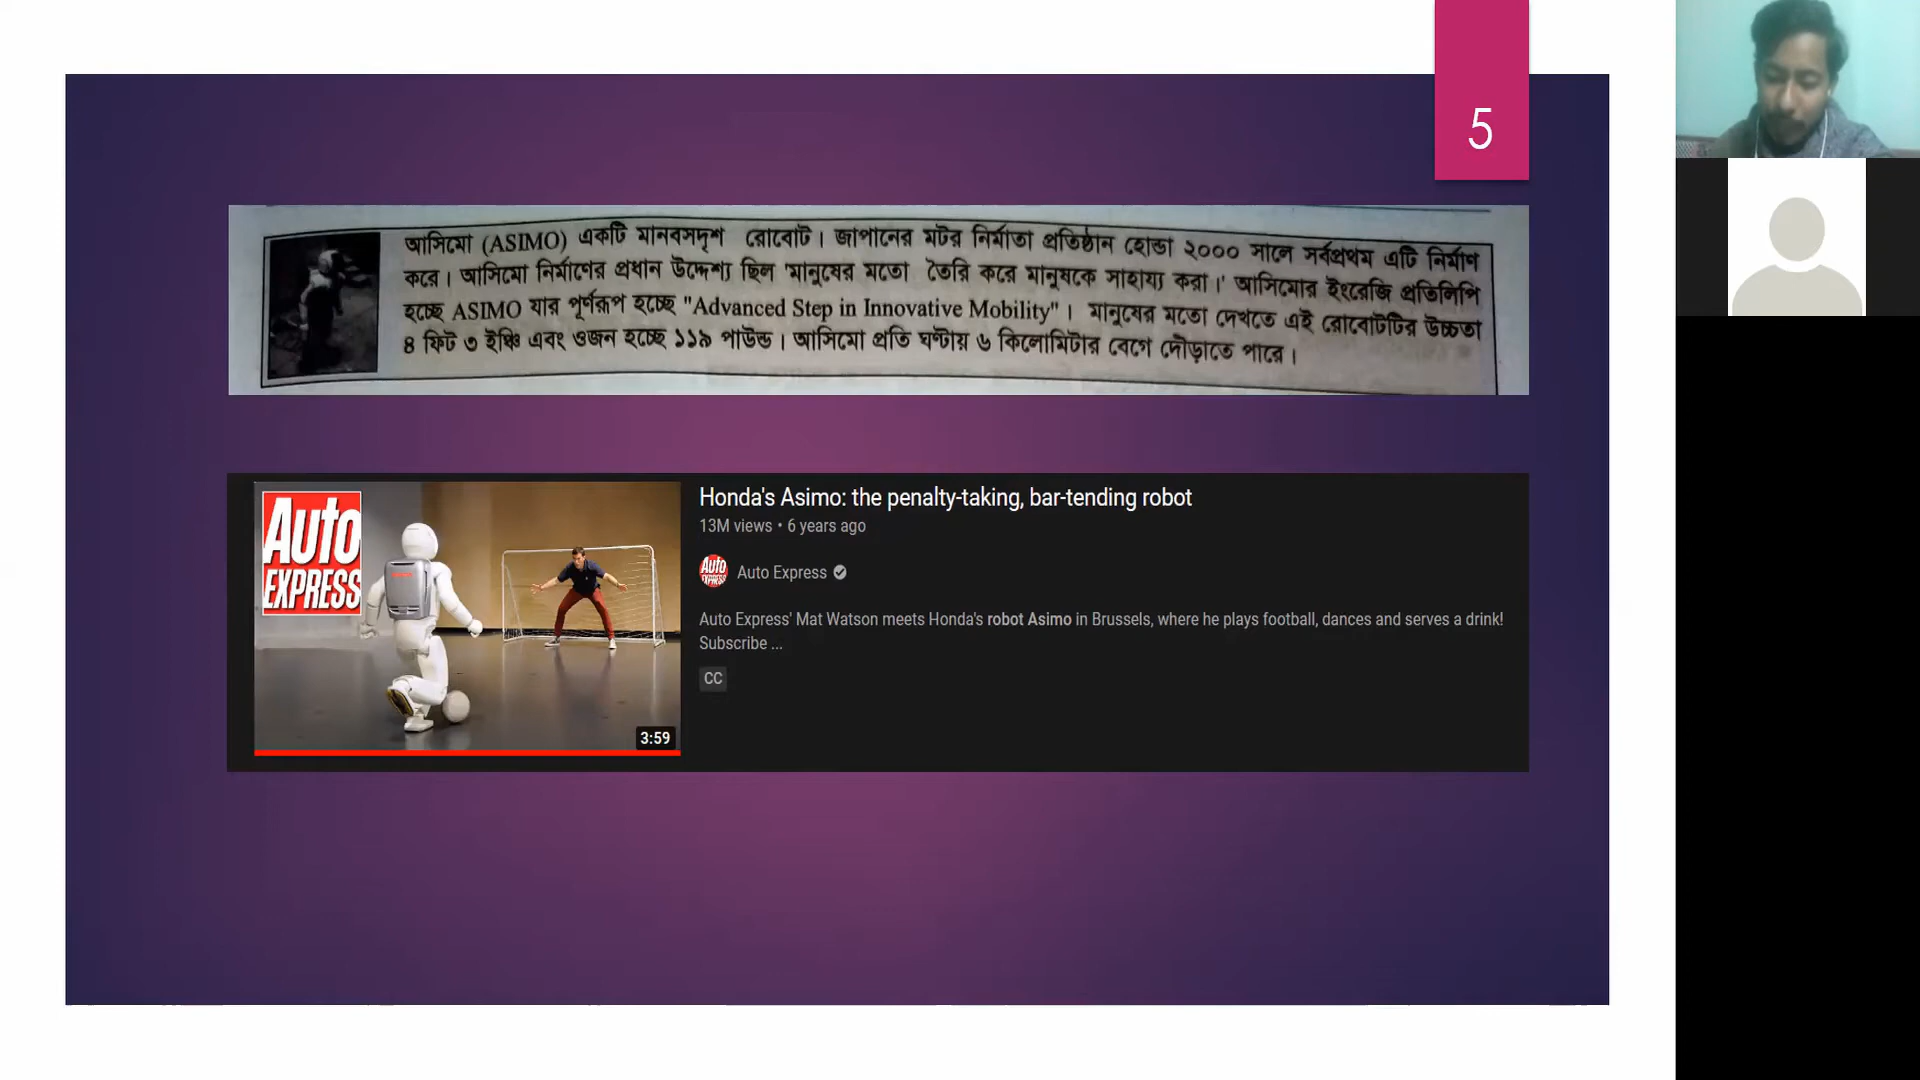 5
আসিমো (ASIMO) একটি মানবসদৃশ রোবোট। জাপানের মটর নির্মাতা প্রতিষ্ঠান হোন্ডা ২০০০ সালে সর্বপ্রথম এটি নির্মাণ
করে। আসিমো নির্মাণের প্রধান উদ্দেশ্য ছিল 'মানুষের মতো তৈরি করে মানুষকে সাহায্য করা।' আসিমোর ইংরেজি প্রতিলিপি
হচ্ছে ASIMO যার পূর্ণরূপ হচ্ছে "Advanced Step in Innovative Mobility"। মানুষের মতো দেখতে এই রোবোটটির উচ্চতা
৪ ফিট ৩ ইঞ্চি এবং ওজন হচ্ছে ১১৯ পাউন্ড। আসিমো প্রতি ঘণ্টায় ৬ কিলোমিটার বেগে দৌড়াতে পারে।
Auto
EXPRESS
3:59
Honda's Asimo: the penalty-taking, bar-tending robot
13M views • 6 years ago
Auto
EXPRESS
Auto Express
Auto Express' Mat Watson meets Honda's robot Asimo in Brussels, where he plays football, dances and serves a drink!
Subscribe ...
CC